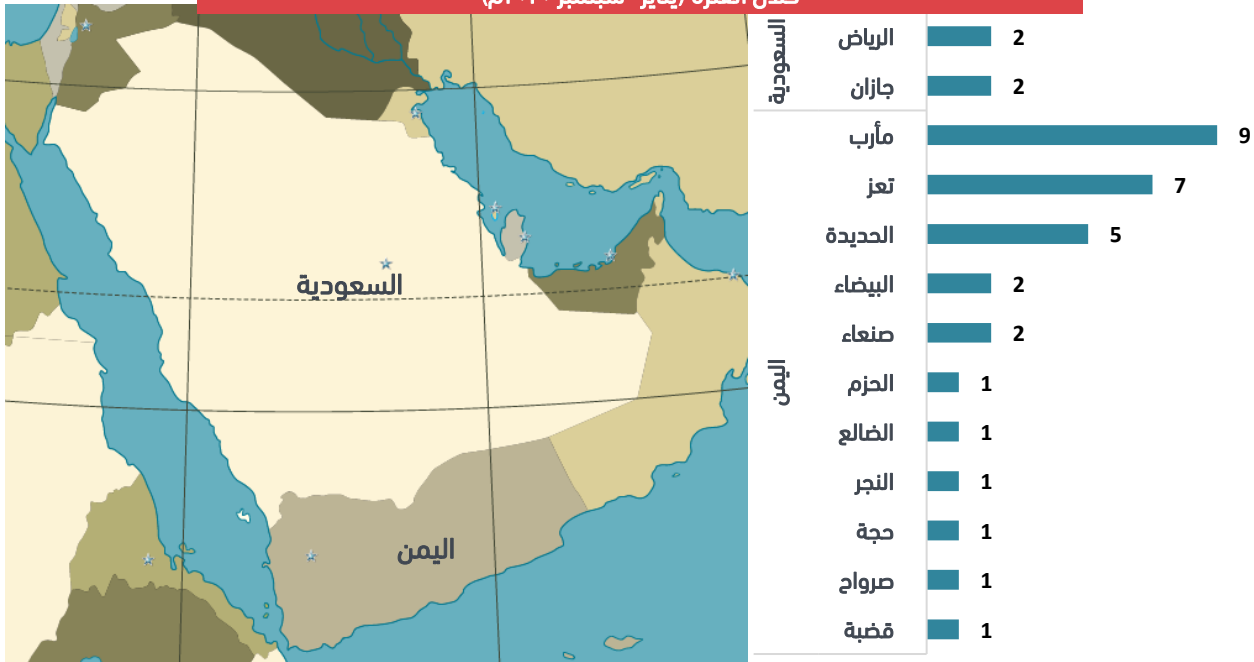 السعودية
الرياض 2
جازان 2
اليمن
مأرب 9
تعز 7
الحديدة 5
البيضاء 2
صنعاء 2
الحزم 1
الضالع 1
النجر 1
حجة 1
صرواح 1
قضبة 1
السعودية
اليمن